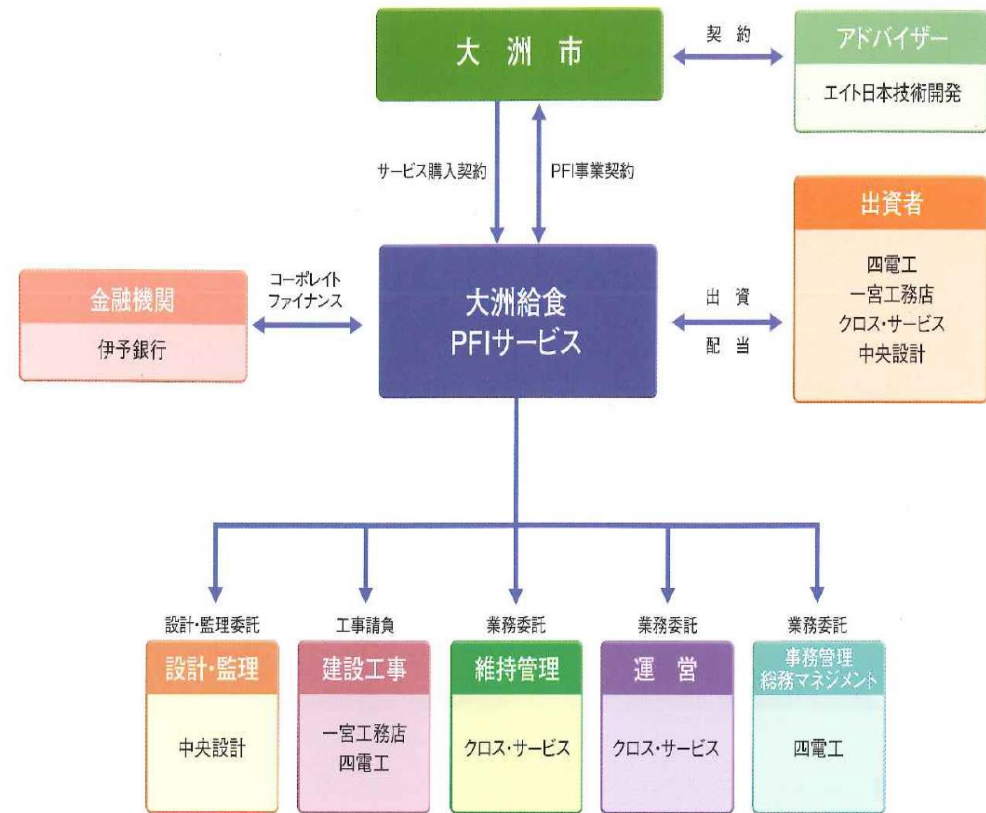 大洲市
契約
アドバイザー
エイト日本技術開発
サービス購入契約
PFI事業契約
出資者
四電工
一宮工務店
クロス・サービス
中央設計
金融機関
伊予銀行
コーポレイト
ファイナンス
大洲給食
PFIサービス
出資
配当
設計・監理委託
設計・監理
中央設計
工事請負
建設工事
一宮工務店
四電工
業務委託
維持管理
クロス・サービス
業務委託
運営
クロス・サービス
業務委託
事務管理
総務マネジメント
四電工